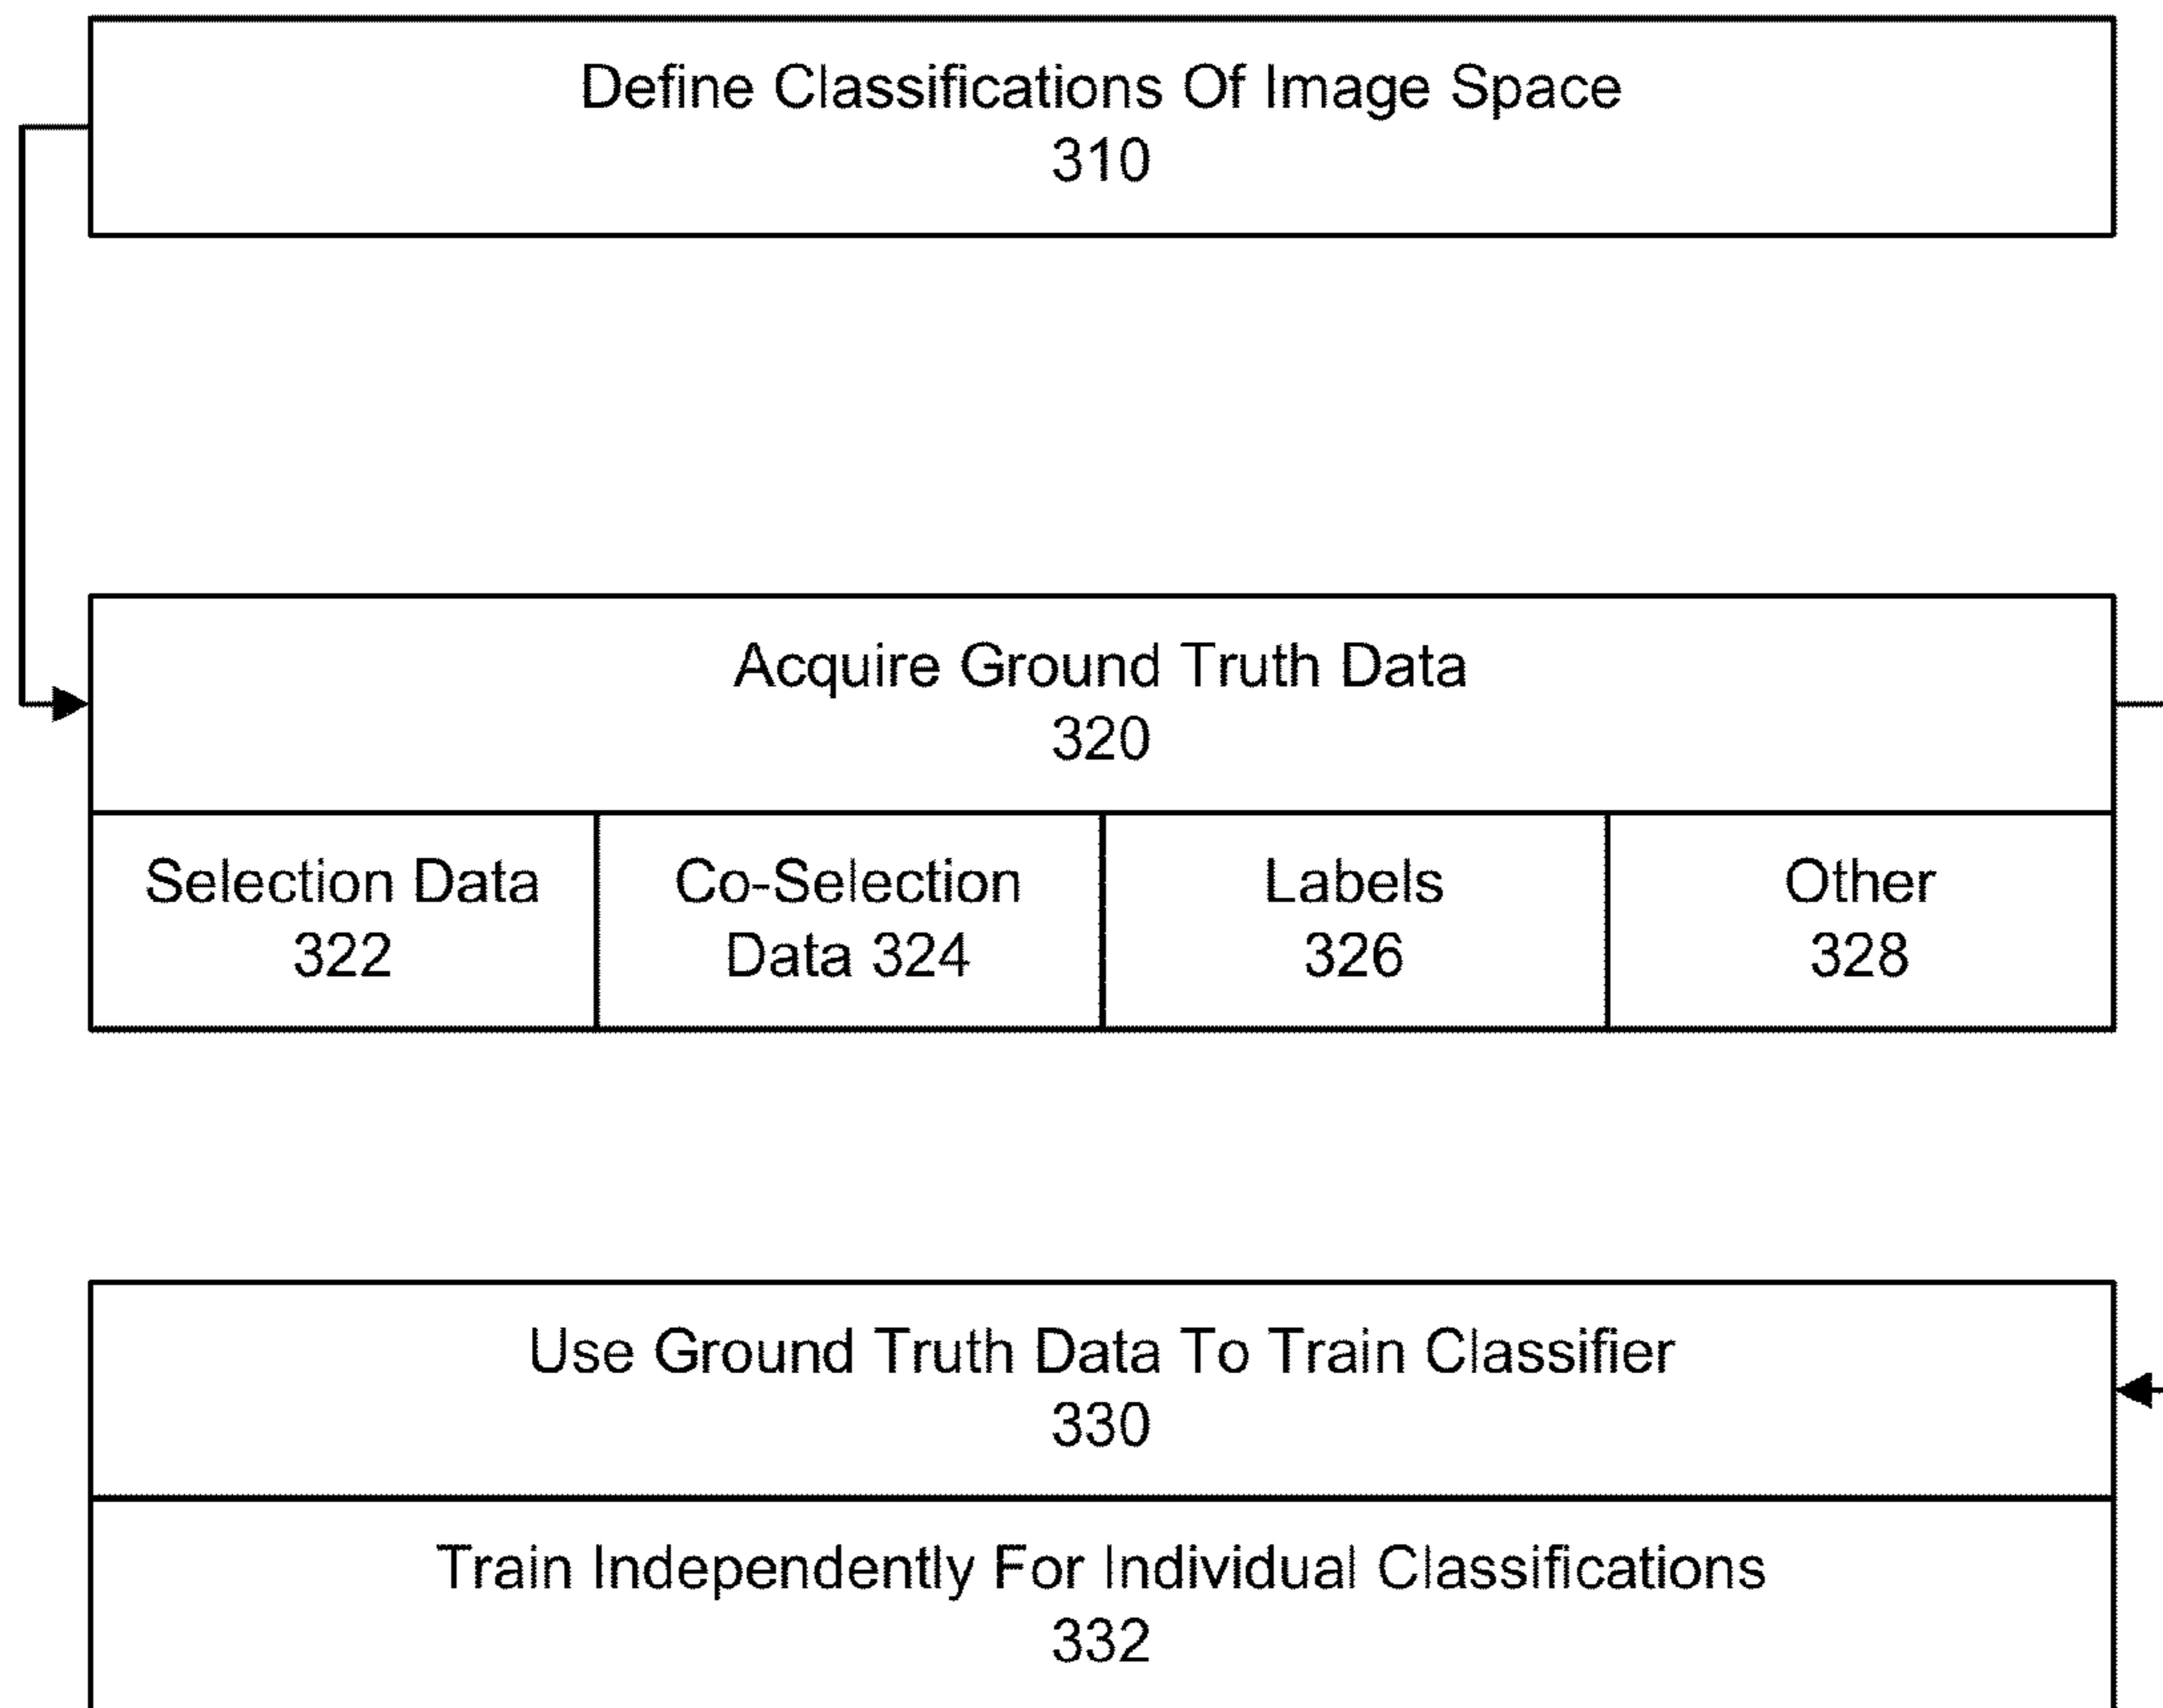 Define Classifications Of Image Space
310
Acquire Ground Truth Data
320
Selection Data
322
Co-Selection
Data 324
Labels
326
Other
328
Use Ground Truth Data To Train Classifier
330
Train Independently For Individual Classifications
332